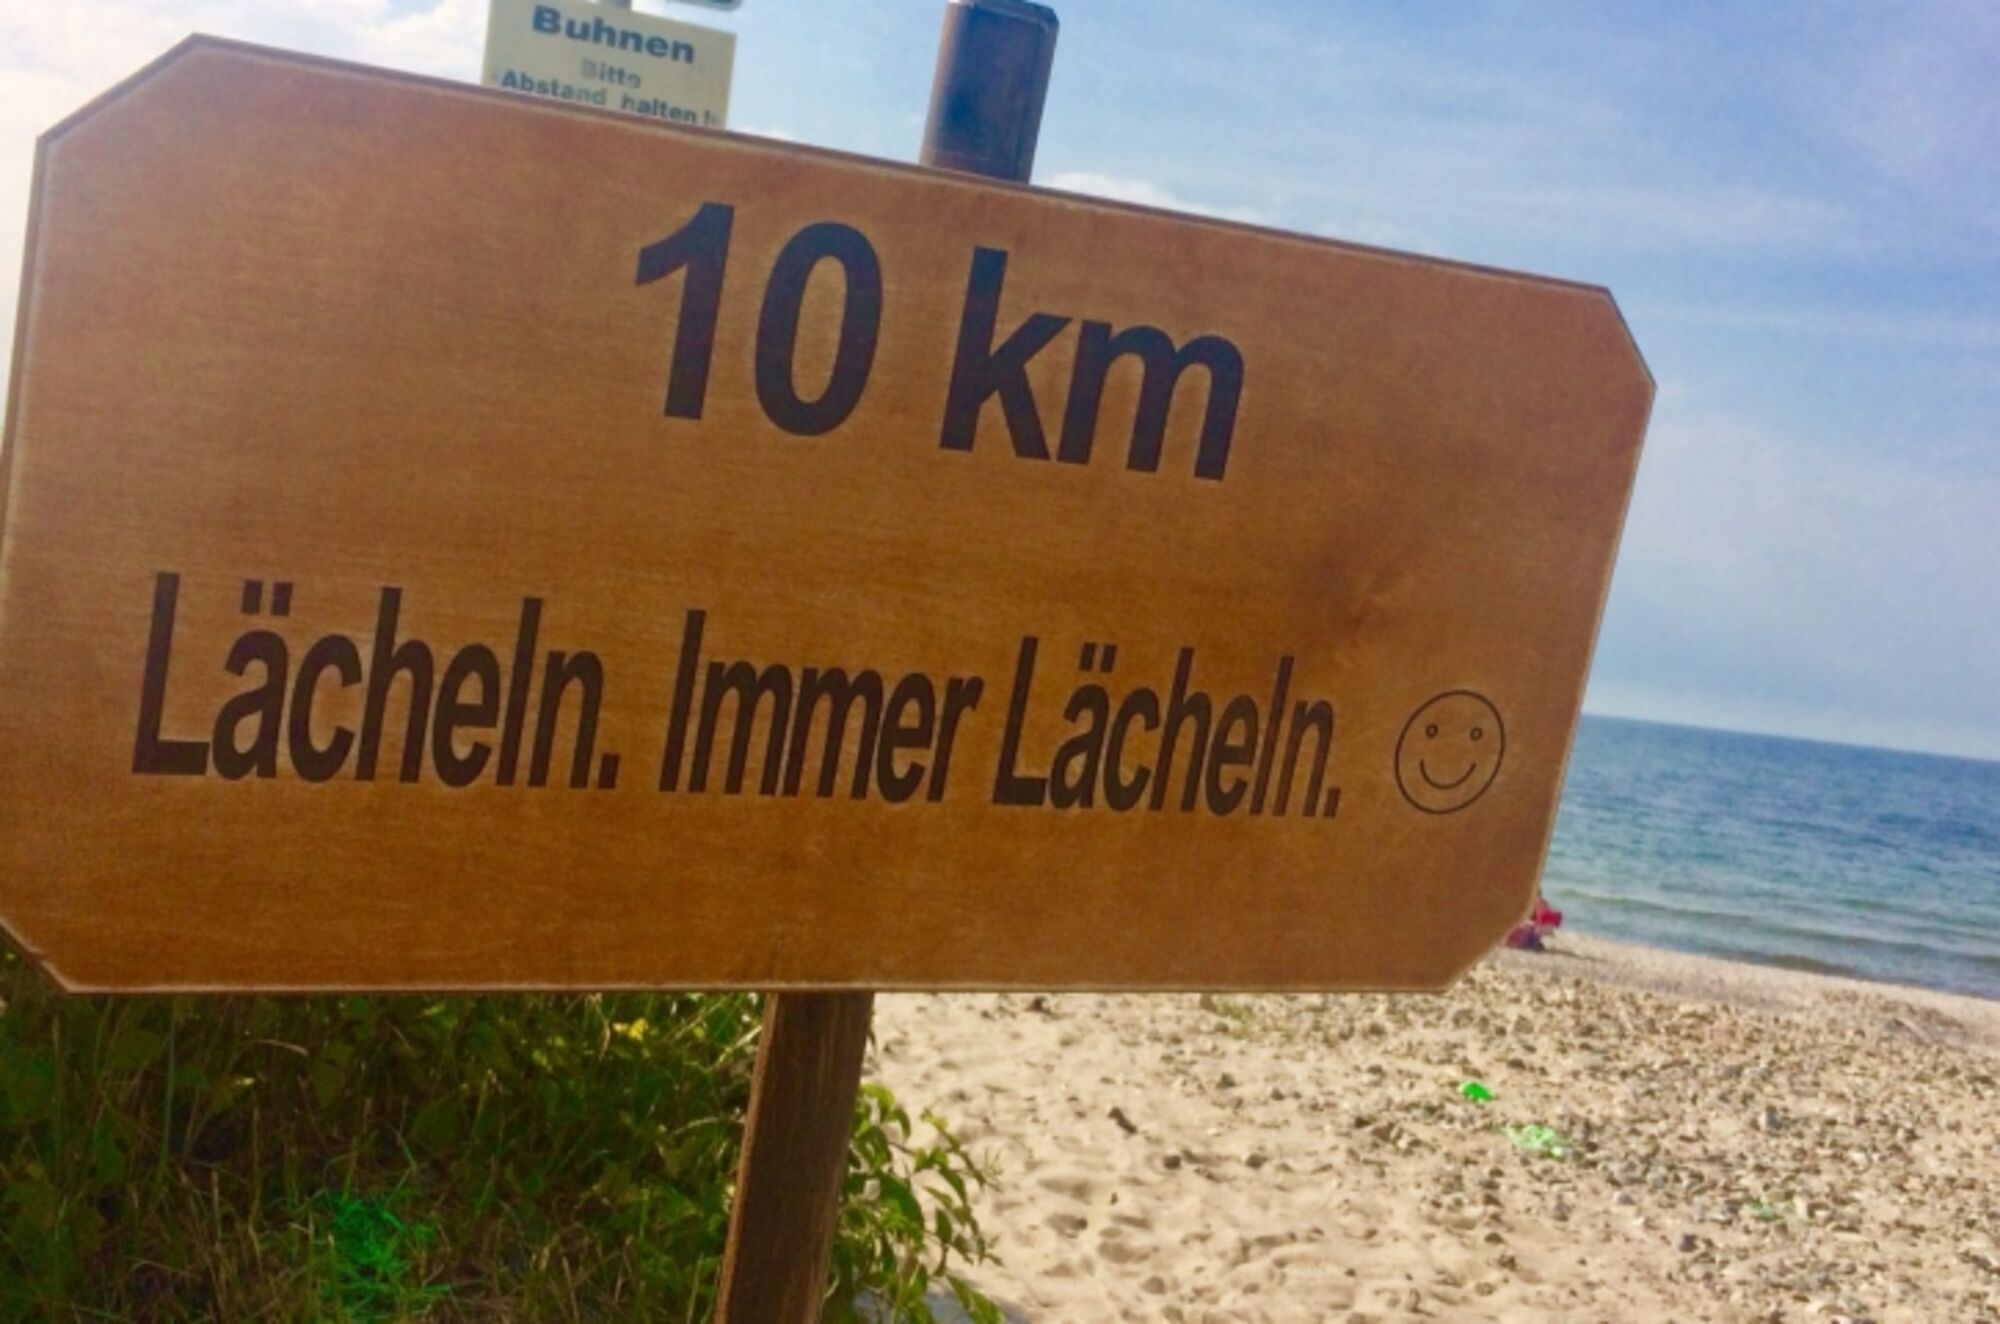 Buhnen
Bitte
Abstand halten !
10 km
Lächeln. Immer Lächeln.